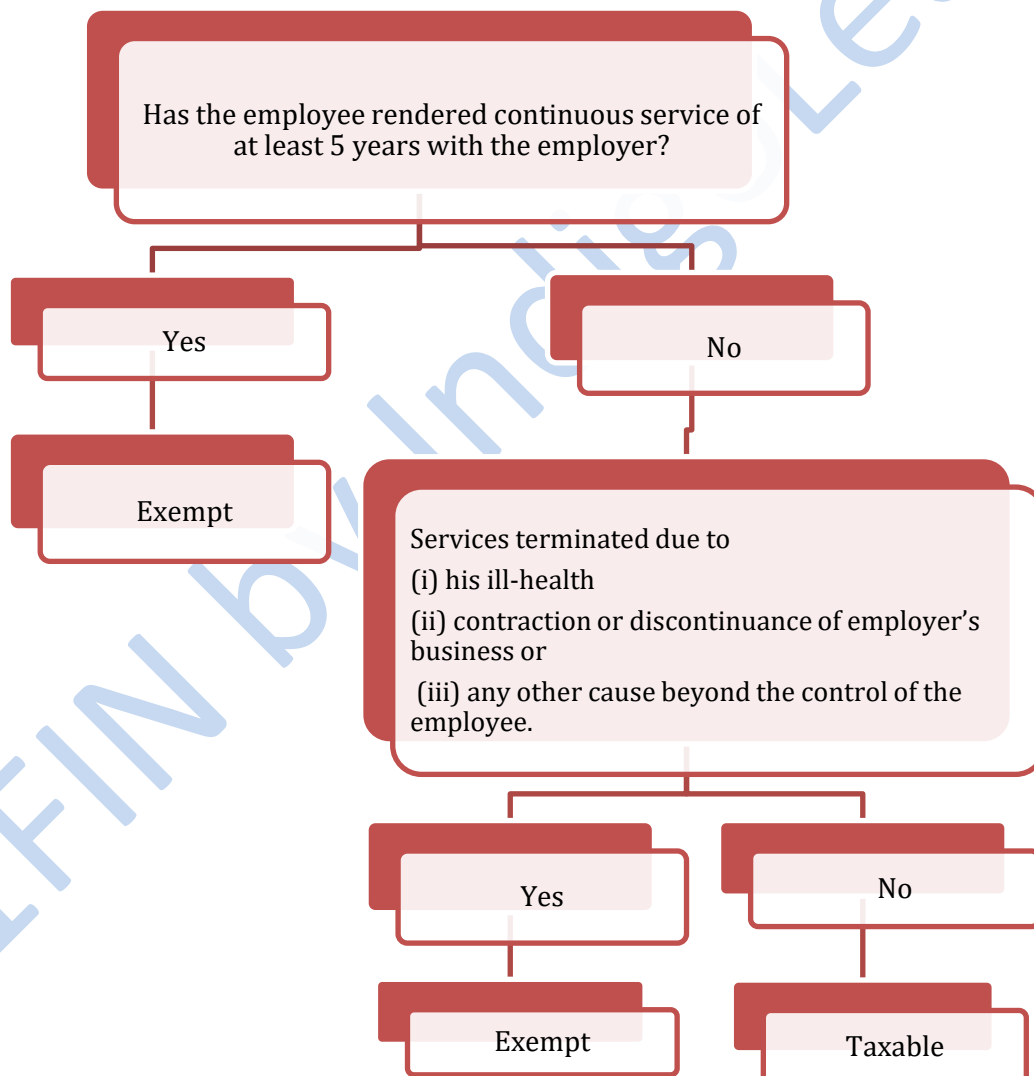 Has the employee rendered continuous service of
at least 5 years with the employer?
Yes
No
Exempt
Services terminated due to
(i) his ill-health
(ii) contraction or discontinuance of employer’s
business or
(iii) any other cause beyond the control of the
employee.
Yes
No
Exempt
Taxable